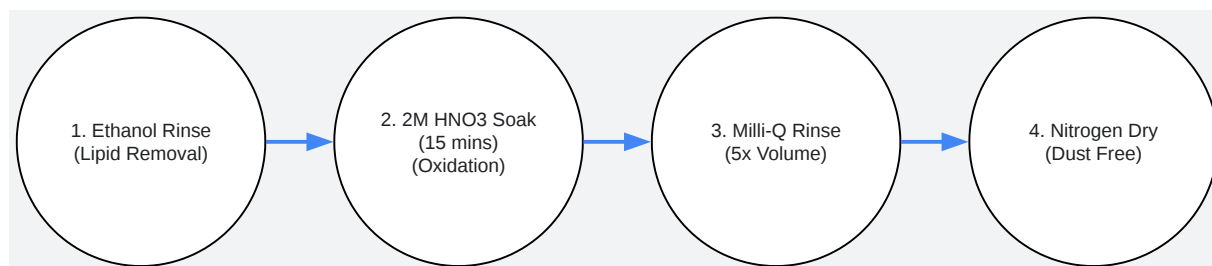 1. Ethanol Rinse
(Lipid Removal)
2. 2M HNO3 Soak
(15 mins)
(Oxidation)
3. Milli-Q Rinse
(5x Volume)
4. Nitrogen Dry
(Dust Free)